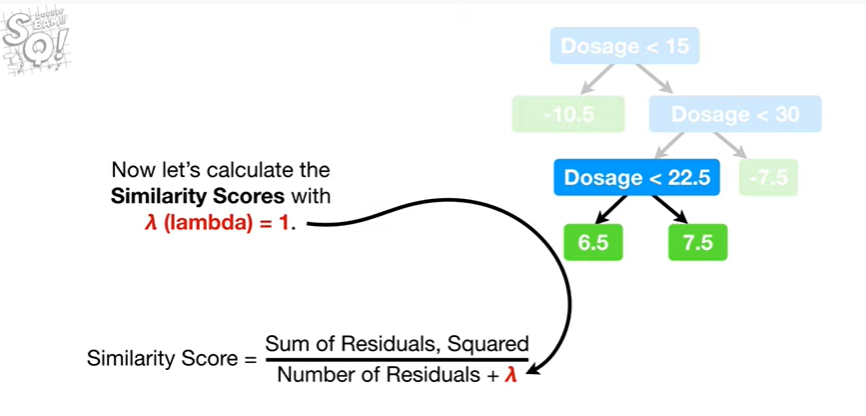 SQ!
Dosage < 15
-10.5
Dosage < 30
Now let's calculate the
Similarity Scores with
λ (lambda) = 1.
Dosage < 22.5
-7.5
6.5
7.5
Similarity Score =
Sum of Residuals, Squared
Number of Residuals + λ